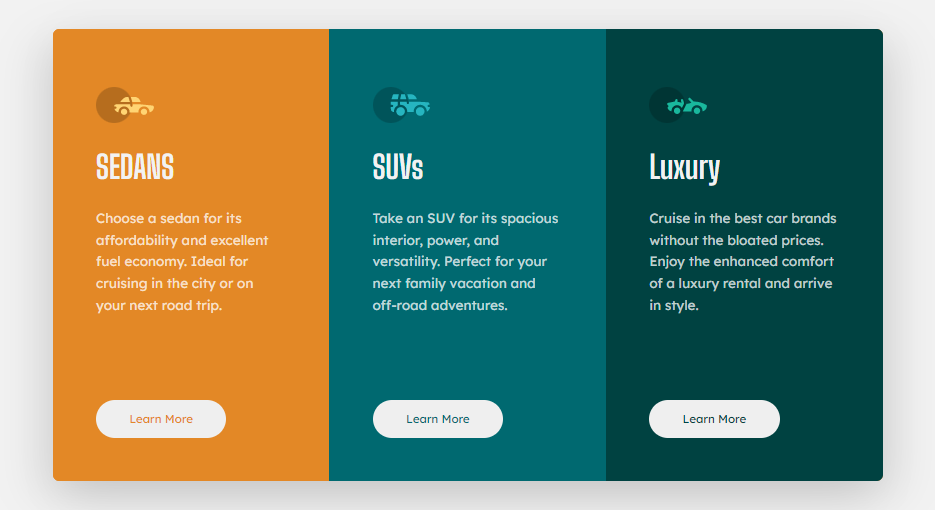 SEDANS
Choose a sedan for its
affordability and excellent
fuel economy. Ideal for
cruising in the city or on
your next road trip.
Learn More
SUVs
Take an SUV for its spacious
interior, power, and
versatility. Perfect for your
next family vacation and
off-road adventures.
Learn More
Luxury
Cruise in the best car brands
without the bloated prices.
Enjoy the enhanced comfort
of a luxury rental and arrive
in style.
Learn More